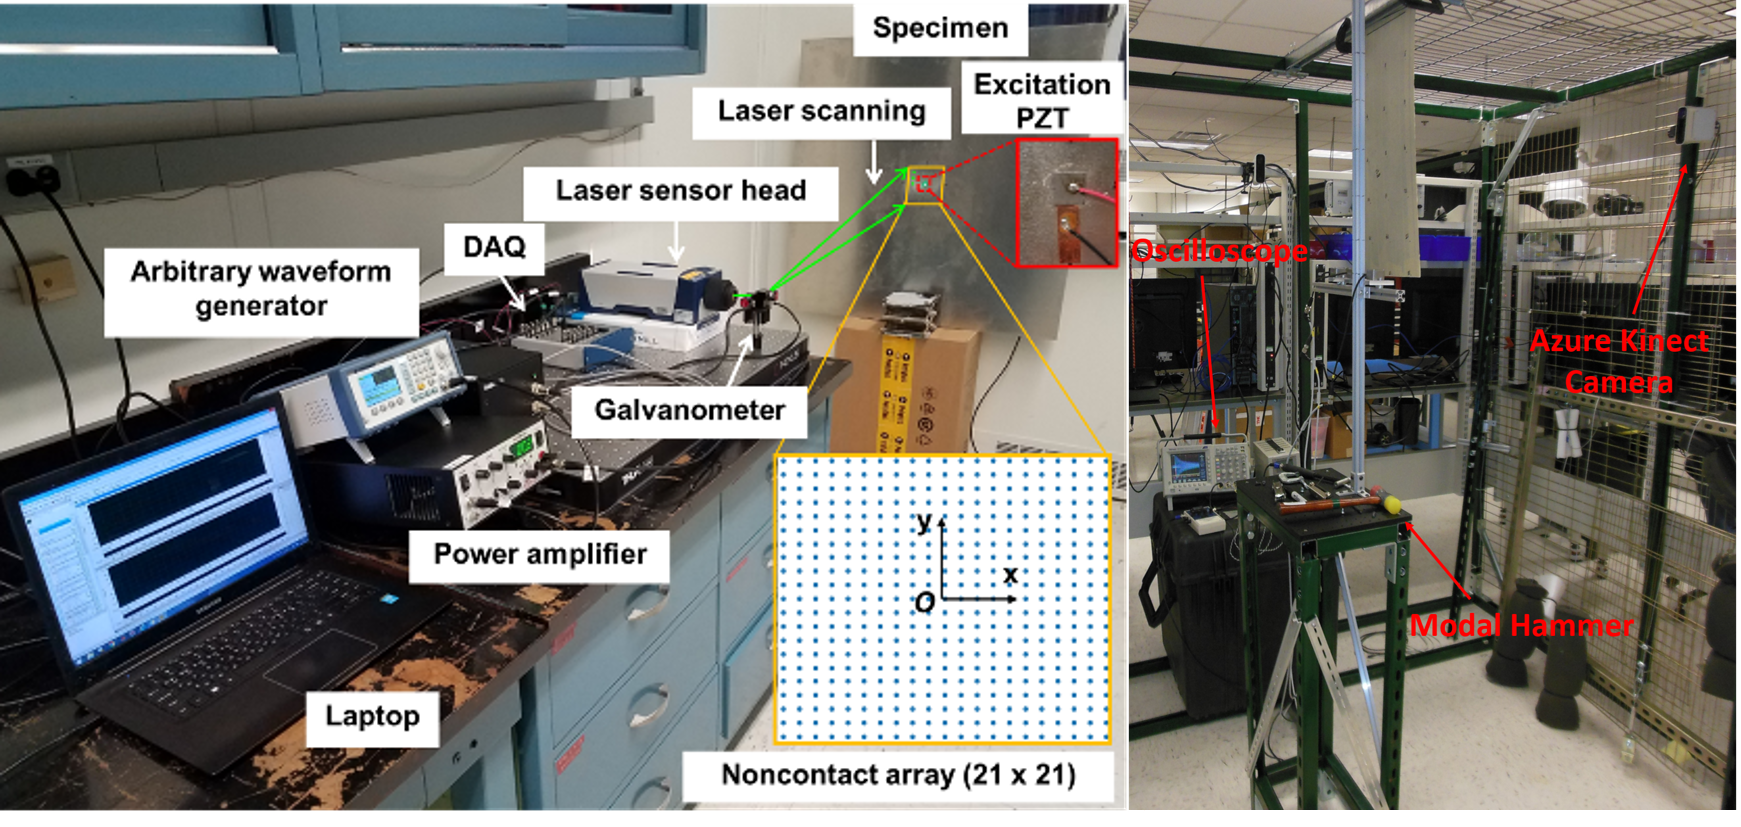 Specimen
Excitation
PZT
Laser scanning
Laser sensor head
DAQ
Arbitrary waveform
generator
Galvanometer
Power amplifier
Laptop
y
x
O
Noncontact array (21 x 21)
Oscilloscope
Azure Kinect
Camera
Modal Hammer